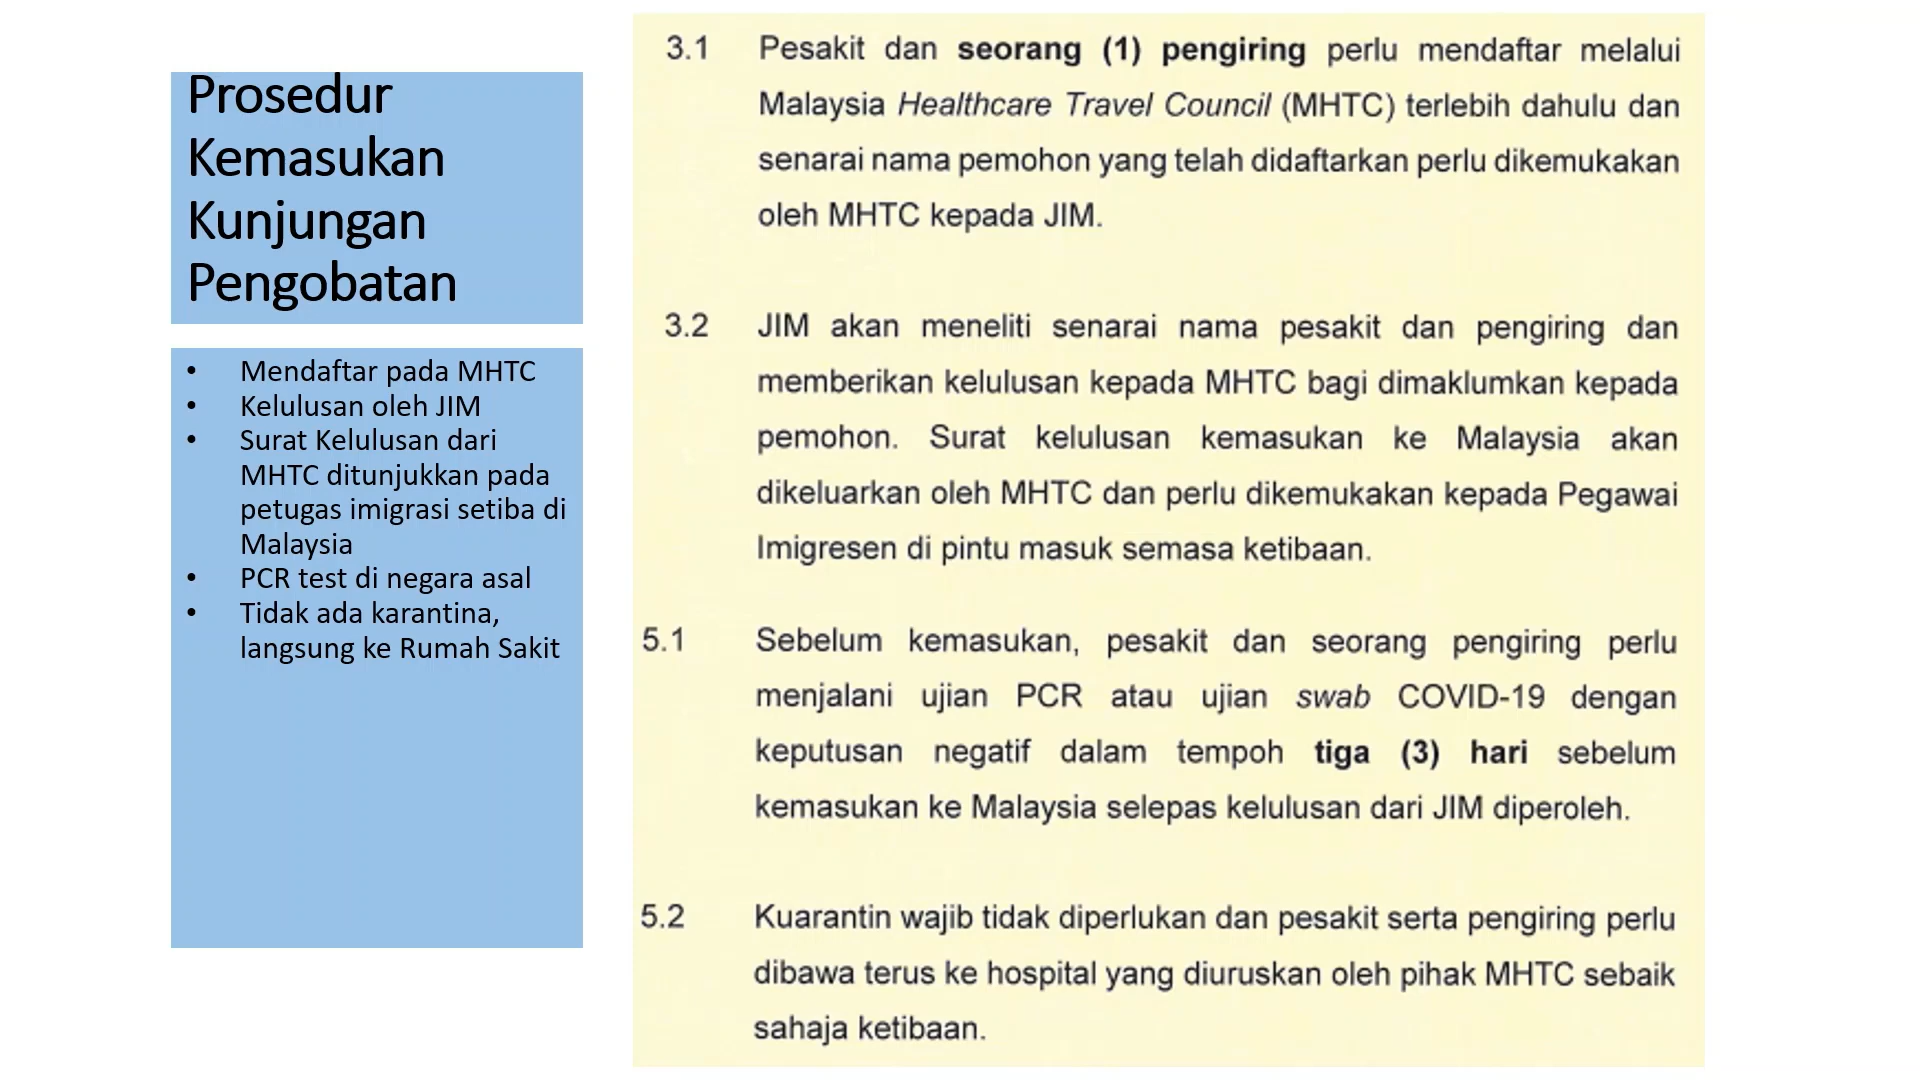 Prosedur
Kemasukan
Kunjungan
Pengobatan
• Mendaftar pada MHTC
• Kelulusan oleh JIM
• Surat Kelulusan dari
MHTC ditunjukkan pada
petugas imigrasi setiba di
Malaysia
• PCR test di negara asal
• Tidak ada karantina,
langsung ke Rumah Sakit
3.1 Pesakit dan seorang (1) pengiring perlu mendaftar melalui
Malaysia Healthcare Travel Council (MHTC) terlebih dahulu dan
senarai nama pemohon yang telah didaftarkan perlu dikemukakan
oleh MHTC kepada JIM.
3.2 JIM akan meneliti senarai nama pesakit dan pengiring dan
memberikan kelulusan kepada MHTC bagi dimaklumkan kepada
pemohon. Surat kelulusan kemasukan ke Malaysia akan
dikeluarkan oleh MHTC dan perlu dikemukakan kepada Pegawai
Imigresen di pintu masuk semasa ketibaan.
5.1 Sebelum kemasukan, pesakit dan seorang pengiring perlu
menjalani ujian PCR atau ujian swab COVID-19 dengan
keputusan negatif dalam tempoh tiga (3) hari sebelum
kemasukan ke Malaysia selepas kelulusan dari JIM diperoleh.
5.2 Kuarantin wajib tidak diperlukan dan pesakit serta pengiring perlu
dibawa terus ke hospital yang diuruskan oleh pihak MHTC sebaik
sahaja ketibaan.